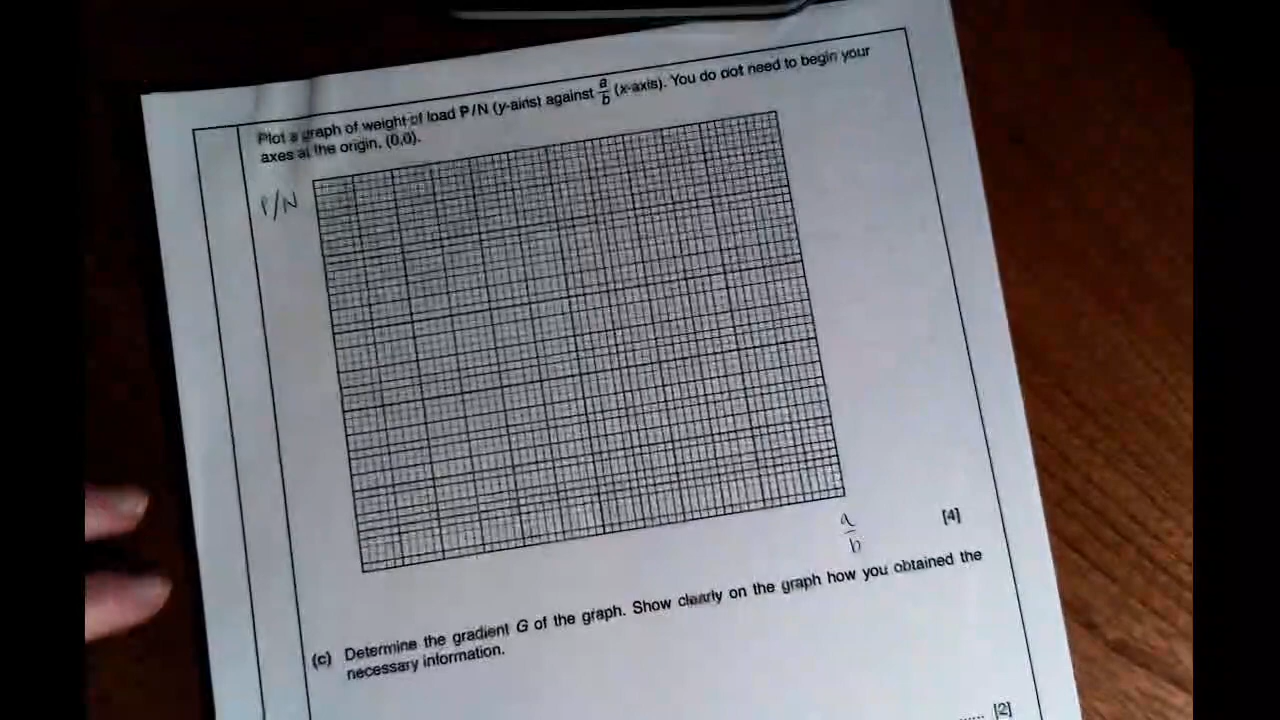 Plot a graph of weight of load P/N (y-axis) against a/b (x-axis). You do not need to begin your
axes at the origin, (0,0).
P/N
a/b
[4]
(c) Determine the gradient G of the graph. Show clearly on the graph how you obtained the
necessary information.
...... [2]